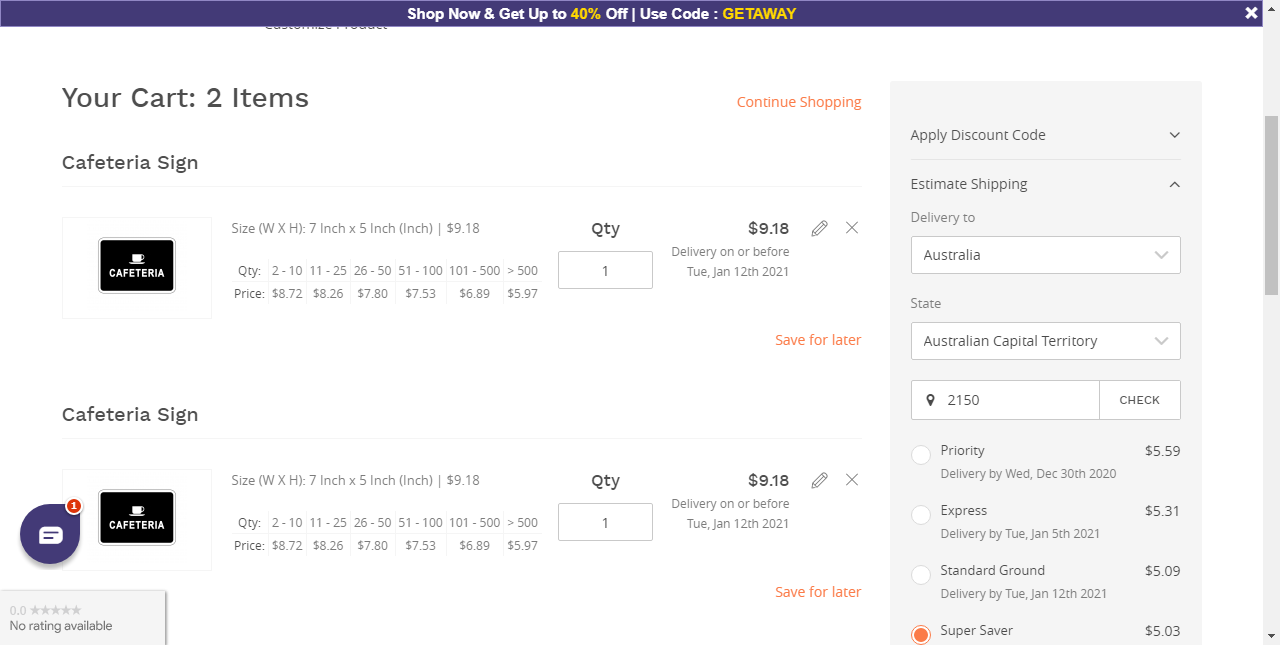 Shop Now & Get Up to 40% Off | Use Code : GETAWAY
Customize Product
Your Cart: 2 Items
Continue Shopping
Cafeteria Sign
CAFETERIA
Size (W X H): 7 Inch x 5 Inch (Inch) | $9.18
Qty: 2 - 10 11 - 25 26 - 50 51 - 100 101 - 500 > 500
Price: $8.72 $8.26 $7.80 $7.53 $6.89 $5.97
Qty
1
$9.18
Delivery on or before
Tue, Jan 12th 2021
Save for later
Cafeteria Sign
CAFETERIA
Size (W X H): 7 Inch x 5 Inch (Inch) | $9.18
Qty: 2 - 10 11 - 25 26 - 50 51 - 100 101 - 500 > 500
Price: $8.72 $8.26 $7.80 $7.53 $6.89 $5.97
Qty
1
$9.18
Delivery on or before
Tue, Jan 12th 2021
Save for later
Apply Discount Code
Estimate Shipping
Delivery to
Australia
State
Australian Capital Territory
2150 CHECK
Priority $5.59
Delivery by Wed, Dec 30th 2020
Express $5.31
Delivery by Tue, Jan 5th 2021
Standard Ground $5.09
Delivery by Tue, Jan 12th 2021
Super Saver $5.03
1
0.0
No rating available